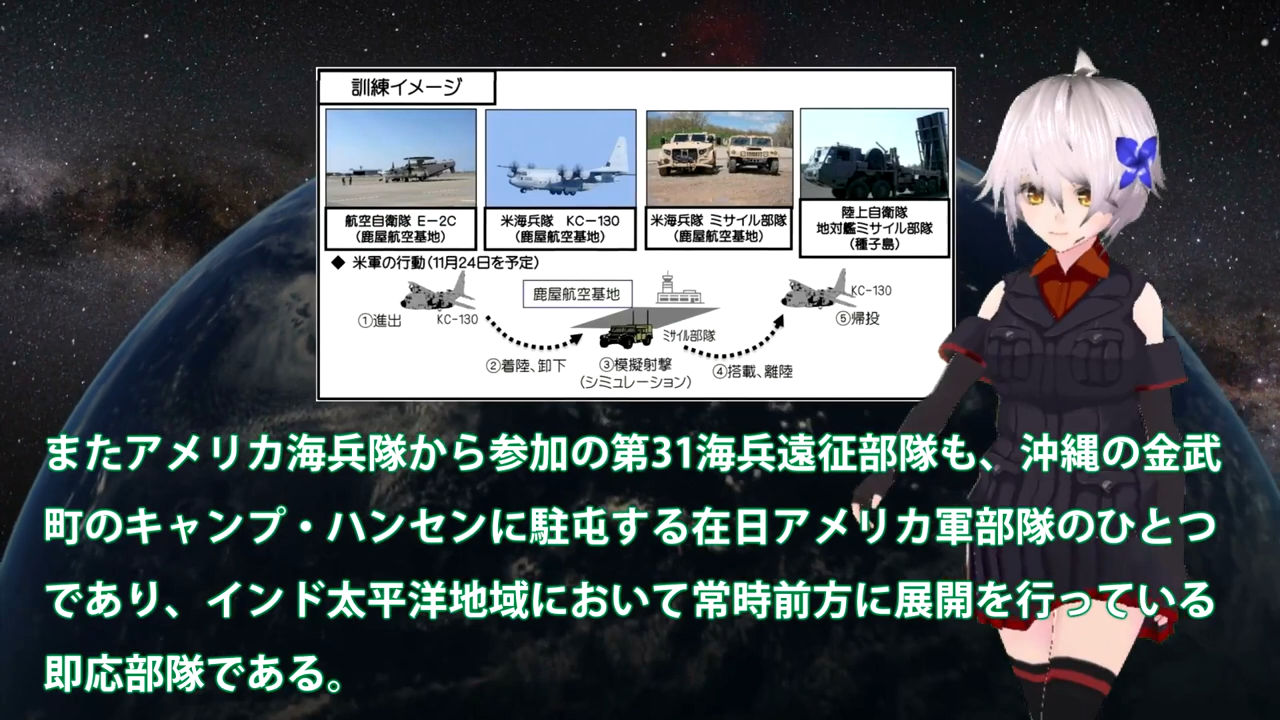 訓練イメージ
航空自衛隊 E-2C
(鹿屋航空基地)
米海兵隊 KC-130
(鹿屋航空基地)
米海兵隊 ミサイル部隊
(鹿屋航空基地)
陸上自衛隊
地対艦ミサイル部隊
(種子島)
◆ 米軍の行動(11月24日を予定)
①進出
KC-130
鹿屋航空基地
②着陸、卸下
ミサイル部隊
③模擬射撃
(シミュレーション)
④搭載、離陸
KC-130
⑤帰投
またアメリカ海兵隊から参加の第31海兵遠征部隊も、沖縄の金武
町のキャンプ・ハンセンに駐屯する在日アメリカ軍部隊のひとつ
であり、インド太平洋地域において常時前方に展開を行っている
即応部隊である。